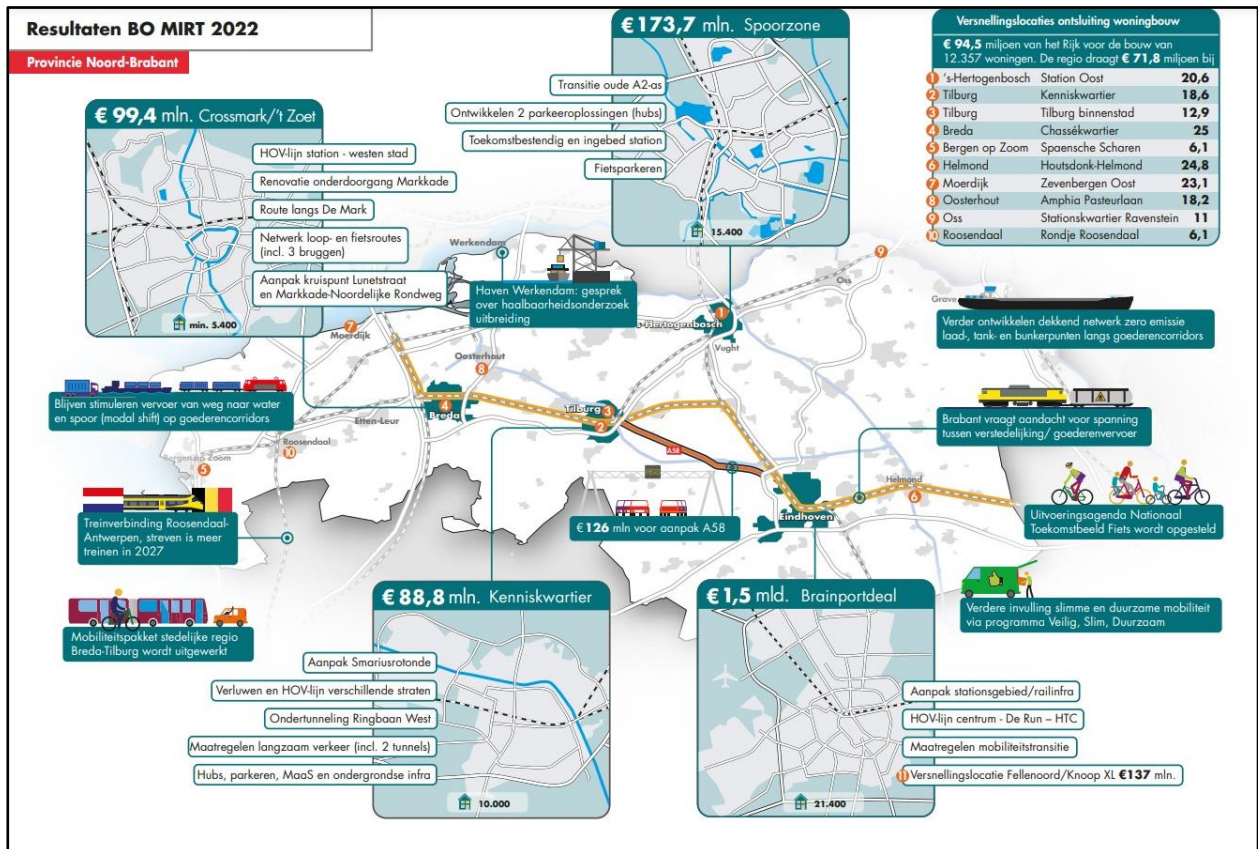 Resultaten BO MIRT 2022
Provincie Noord-Brabant
€ 99,4 mln. Crossmark/'t Zoet
HOV-lijn station - westen stad
Renovatie onderdoorgang Markkade
Route langs De Mark
Netwerk loop- en fietsroutes
(incl. 3 bruggen)
Aanpak kruispunt Lunetstraat
en Markkade-Noordelijke Rondweg
min. 5.400
€ 173,7 mln. Spoorzone
Transitie oude A2-as
Ontwikkelen 2 parkeeroplossingen (hubs)
Toekomstbestendig en ingebed station
Fietsparkeren
15.400
Versnellingslocaties ontsluiting woningbouw
€ 94,5 miljoen van het Rijk voor de bouw van
12.357 woningen. De regio draagt € 71,8 miljoen bij
1 's-Hertogenbosch Station Oost 20,6
2 Tilburg Kenniskwartier 18,6
3 Tilburg Tilburg binnenstad 12,9
4 Breda Chassékwartier 25
5 Bergen op Zoom Spaensche Scharen 6,1
6 Helmond Houtsdonk-Helmond 24,8
7 Moerdijk Zevenbergen Oost 23,1
8 Oosterhout Amphia Pasteurlaan 18,2
9 Oss Stationskwartier Ravenstein 11
10 Roosendaal Rondje Roosendaal 6,1
Werkendam
Haven Werkendam: gesprek
over haalbaarheidsonderzoek
uitbreiding
9
Oss
Grave
1
s-Hertogenbosch
Vught
Verder ontwikkelen dekkend netwerk zero emissie
laad-, tank- en bunkerpunten langs goederencorridors
7
Moerdijk
Oosterhout
8
Blijven stimuleren vervoer van weg naar water
en spoor (modal shift) op goederencorridors
4
Breda
Etten-Leur
Tilburg
3
2
A58
Brabant vraagt aandacht voor spanning
tussen verstedelijking/ goederenvervoer
Roosendaal
10
Bergen op Zoom
5
Helmond
6
Eindhoven
€ 126 mln voor aanpak A58
Treinverbinding Roosendaal-
Antwerpen, streven is meer
treinen in 2027
Uitvoeringsagenda Nationaal
Toekomstbeeld Fiets wordt opgesteld
Mobiliteitspakket stedelijke regio
Breda-Tilburg wordt uitgewerkt
Verdere invulling slimme en duurzame mobiliteit
via programma Veilig, Slim, Duurzaam
€ 88,8 mln. Kenniskwartier
Aanpak Smariusrotonde
Verluwen en HOV-lijn verschillende straten
Ondertunneling Ringbaan West
Maatregelen langzaam verkeer (incl. 2 tunnels)
Hubs, parkeren, MaaS en ondergrondse infra
10.000
€ 1,5 mld. Brainportdeal
Aanpak stationsgebied/railinfra
HOV-lijn centrum - De Run – HTC
Maatregelen mobiliteitstransitie
11 Versnellingslocatie Fellenoord/Knoop XL €137 mln.
21.400